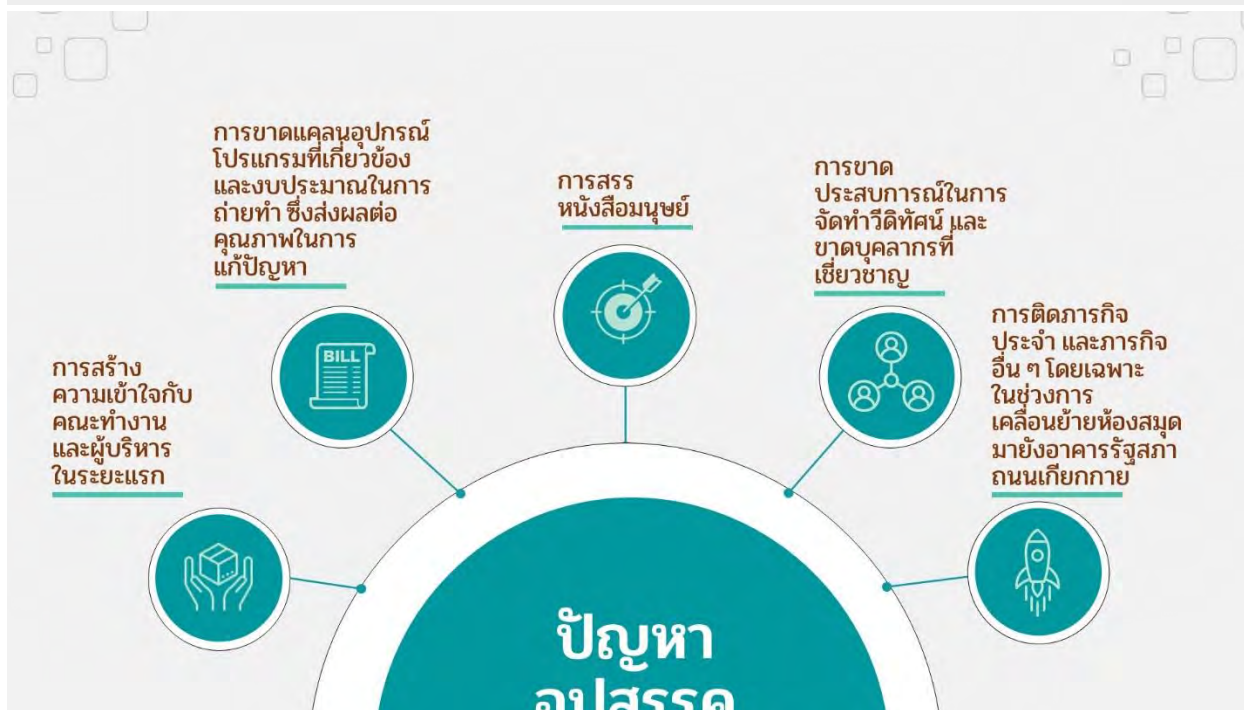 การสร้าง
ความเข้าใจกับ
คณะทำงาน
และผู้บริหาร
ในระยะแรก
การขาดแคลนอุปกรณ์
โปรแกรมที่เกี่ยวข้อง
และงบประมาณในการ
ถ่ายทำ ซึ่งส่งผลต่อ
คุณภาพในการ
แก้ปัญหา
BILL
การสรร
หนังสือมนุษย์
การขาด
ประสบการณ์ในการ
จัดทำวีดิทัศน์ และ
ขาดบุคลากรที่
เชี่ยวชาญ
การติดภารกิจ
ประจำ และภารกิจ
อื่น ๆ โดยเฉพาะ
ในช่วงการ
เคลื่อนย้ายห้องสมุด
มายังอาคารรัฐสภา
ถนนเกียกกาย
ปัญหา
อุปสรรค